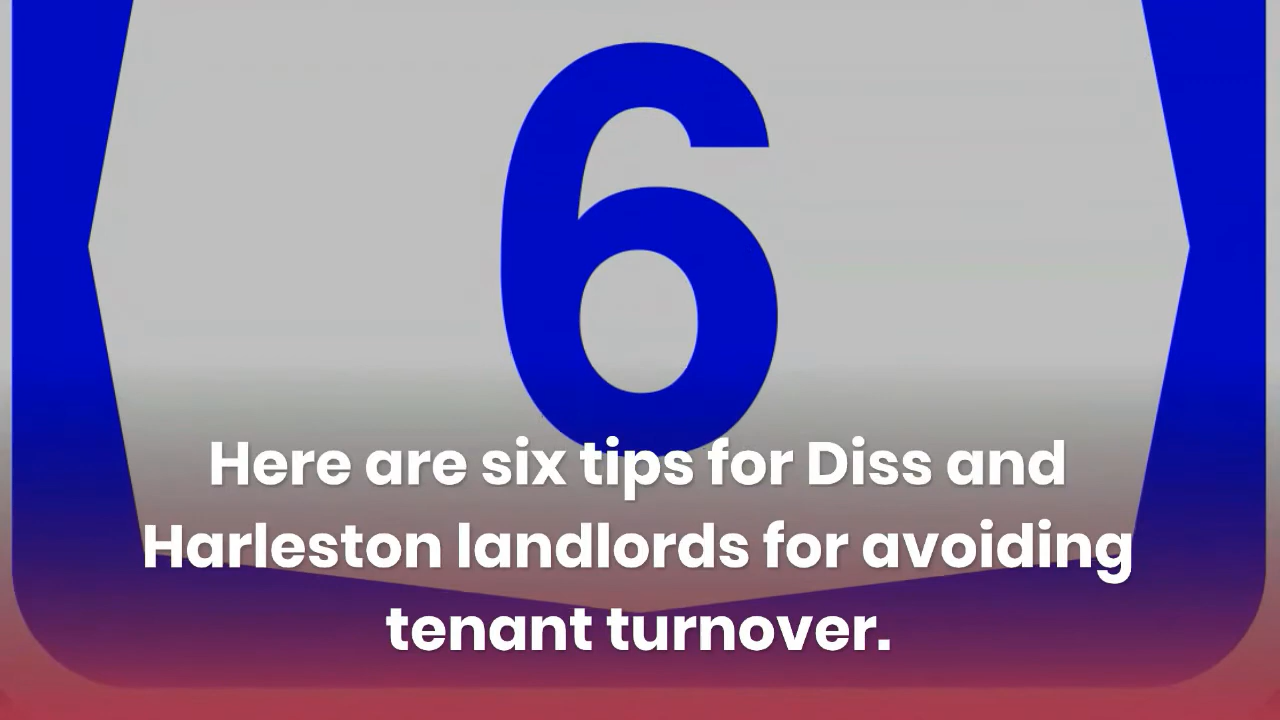 6
Here are six tips for Diss and
Harleston landlords for avoiding
tenant turnover.